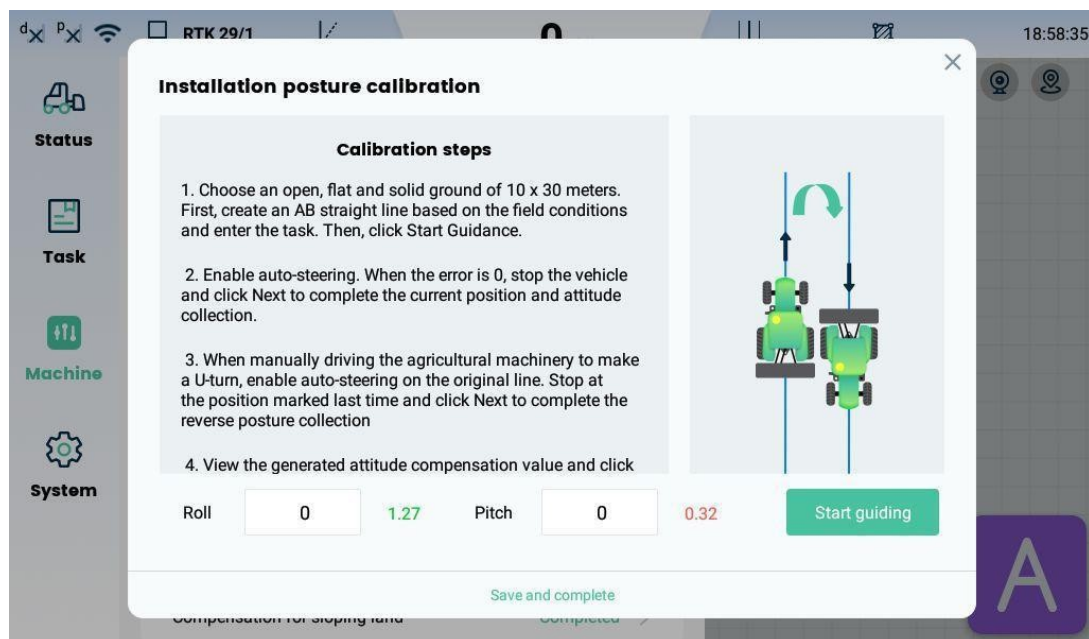 d P
RTK 29/1
0
18:58:35
Status
Task
Machine
System
Installation posture calibration
Calibration steps
1. Choose an open, flat and solid ground of 10 x 30 meters.
First, create an AB straight line based on the field conditions
and enter the task. Then, click Start Guidance.
2. Enable auto-steering. When the error is 0, stop the vehicle
and click Next to complete the current position and attitude
collection.
3. When manually driving the agricultural machinery to make
a U-turn, enable auto-steering on the original line. Stop at
the position marked last time and click Next to complete the
reverse posture collection
4. View the generated attitude compensation value and click
Roll 0 1.27 Pitch 0 0.32 Start guiding
Save and complete
Compensation for sloping land Completed
A